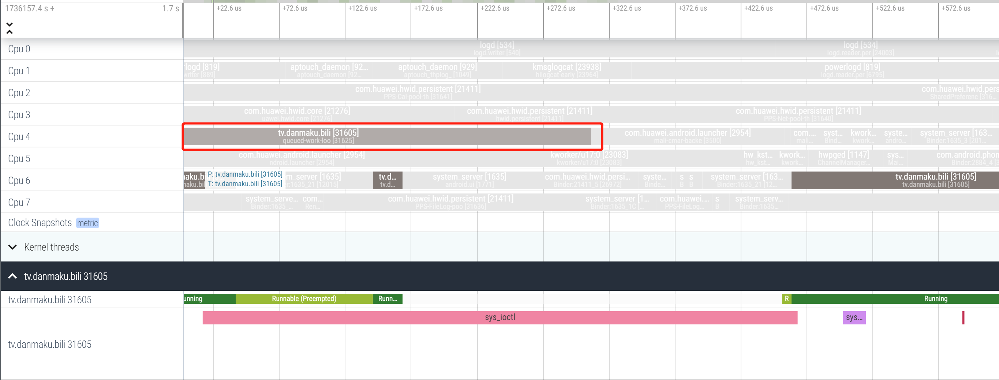 1736157.4 s +
1.7 s
+22.6 us
+72.6 us
+122.6 us
+172.6 us
+222.6 us
+272.6 us
+322.6 us
+372.6 us
+422.6 us
+472.6 us
+522.6 us
+572.6 us
Cpu 0
logd [534]
logd.writer [540]
logd [534]
logd.reader.per [24003]
Cpu 1
rlogd [819]
writer [889]
aptouch_daemon [92...
aptouch_daemon [92...
aptouch_daemon [929]
aptouch_thplog_ [1049]
kmsglogcat [23938]
hilogcat-early [23964]
powerlogd [819]
logd.reader.per [6795]
Cpu 2
com.huawei.hwid.persistent [21411]
PPS-Cal-pool-th [31641]
com.huawei.hwid.pers
SharedPreferenc [316...
Cpu 3
com.huawei.hwid.core [21276]
uawei.hwid.core [21276]
com.huawei.hwid.persistent [21411]
hwid.persistent [21411]
com.huawei.hwid.persistent [21411]
PPS-Net-pool-th [31640]
Cpu 4
tv.danmaku.bili [31605]
queued-work-loo [31625]
com.huawei.android.launcher [2954]
mali-cmar-backe [3500]
com....
mali...
syst...
Bind...
kwork...
kwork...
syste...
andro...
system_server [163...
Binder:1635_3 [201...
Cpu 5
com.huawei.android.launcher [2954]
ndroid.launcher [2954]
kworker/u17:0 [23083]
kworker/u17:0 [23083]
hw_kst...
hw_kst...
kwork...
kwork...
hwpged [1147]
ChannelManager...
sys...
Mai...
com.android.phon
Binder:2884_4 [3
Cpu 6
naku.bi
maku.bil
P: tv.danmaku.bili [31605]
T: tv.danmaku.bili [31605]
m_server [1635]
r:1635_21 [12015]
tv.d...
tv.d...
system_server [1635]
android.ui [1771]
com.huawei.hwid.persi...
Binder:21411_5 [26972]
syste...
Binde...
s
B
s
B
system_server [163...
Binder:1635_21 [12...
tv.danmaku.bili [31605]
tv.danmaku.bili [31605]
Cpu 7
system_serve...
Binder:1635_...
com...
Ren...
com.huawei.hwid.persistent [21411]
PPS-FileLog-poo [31636]
system_server [1...
Binder:1635_1C [...
com.huawei....
PPS-FileLog...
s
B
system_serv...
Binder:1635...
Clock Snapshots metric
Kernel threads
tv.danmaku.bili 31605
tv.danmaku.bili 31605
unning
Runnable (Preempted)
Runn...
R
Running
sys_ioctl
sys...
tv.danmaku.bili 31605